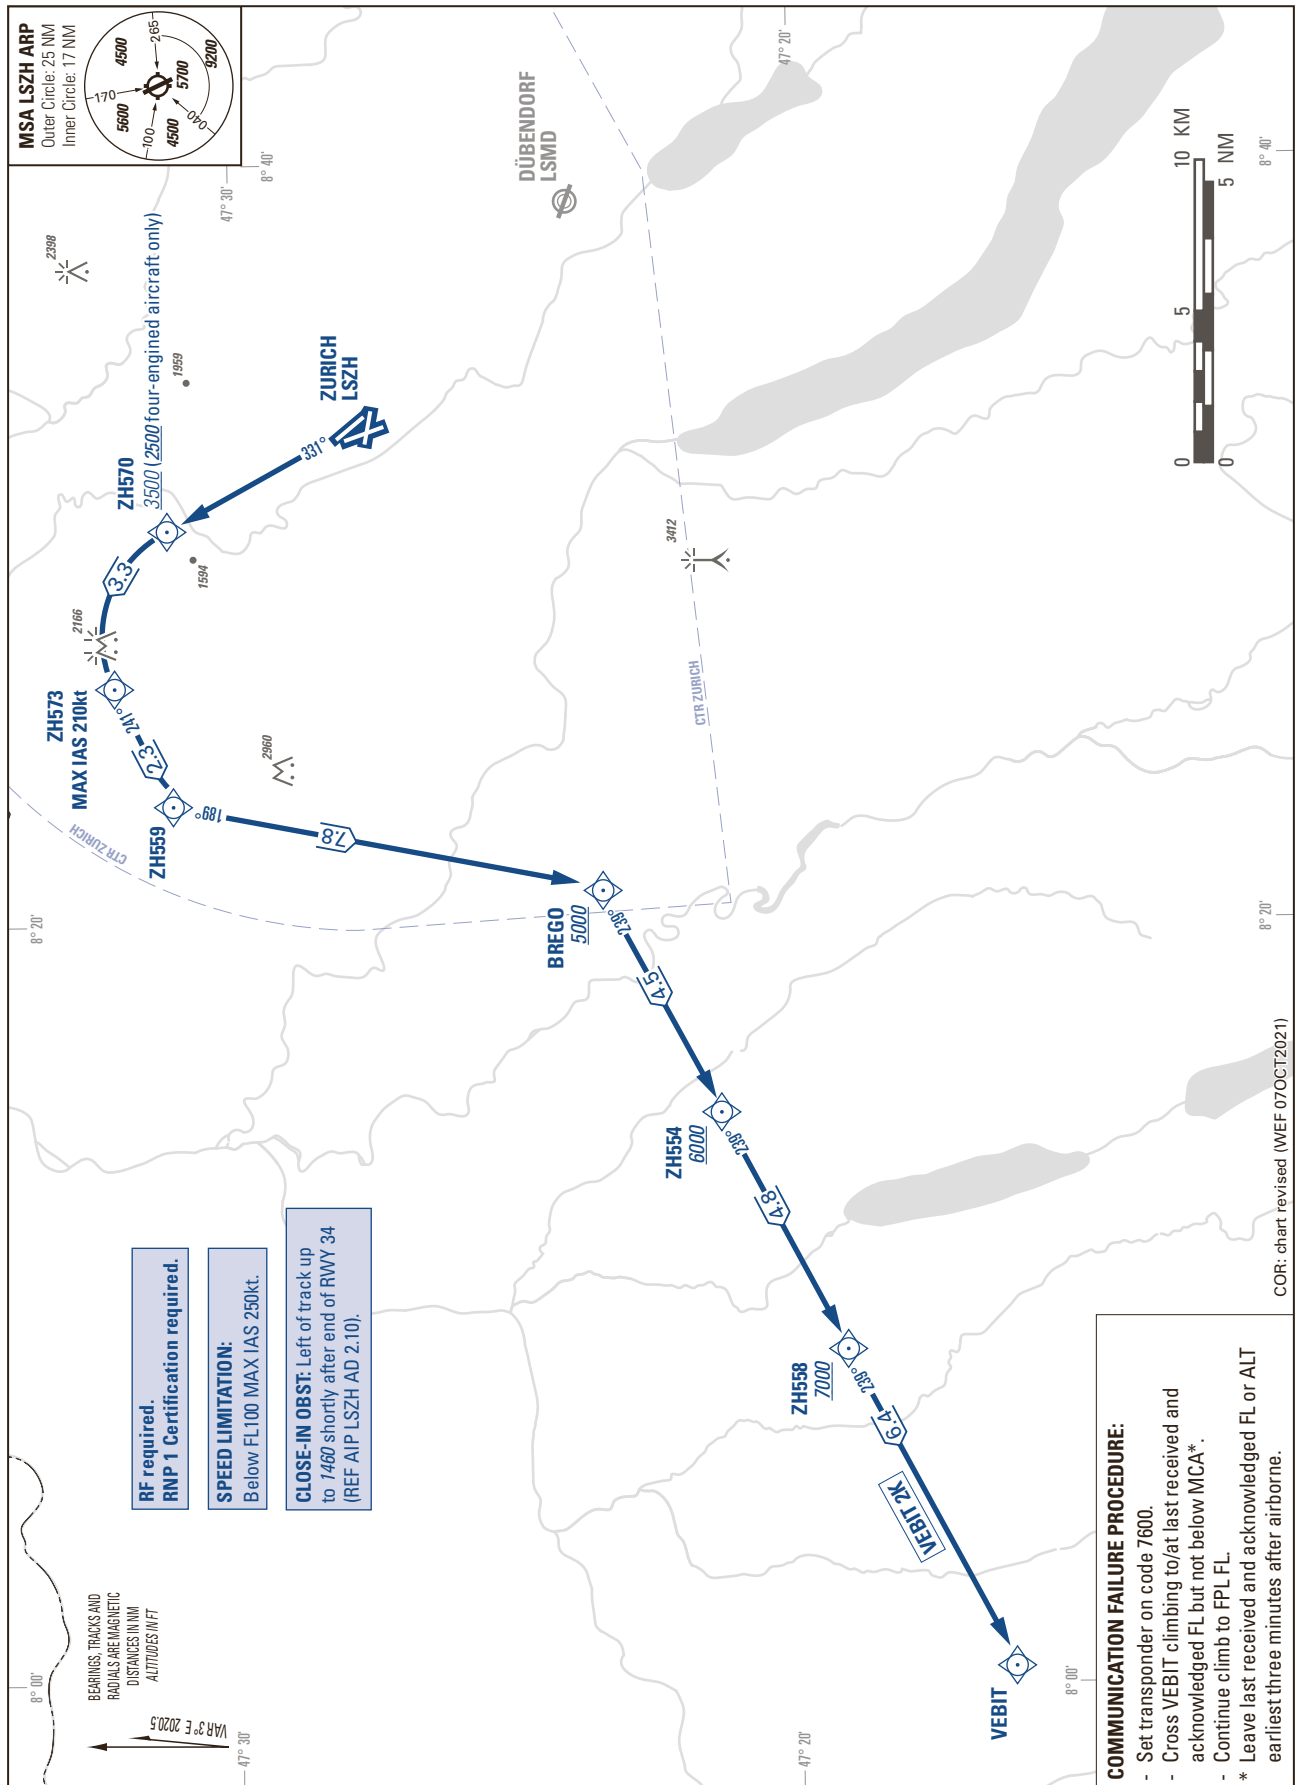 MSA LSZH ARP
Outer Circle: 25 NM
Inner Circle: 17 NM
170
265
100
040
4500
5600
5700
9200
4500
47° 20'
47° 30'
8° 40'
8° 40'
DÜBENDORF
LSMD
2398
1959
ZH570
3500 (2500 four-engined aircraft only)
ZURICH
LSZH
331°
3.3
1594
2166
3412
ZH573
MAX IAS 210kt
241°
2.3
2960
ZH559
189°
7.8
CTR ZURICH
CTR ZURICH
8° 20'
8° 20'
BREGO
5000
239°
4.5
ZH554
6000
239°
4.8
ZH558
7000
239°
6.4
VEBIT 2K
VEBIT
RF required.
RNP 1 Certification required.
SPEED LIMITATION:
Below FL100 MAX IAS 250kt.
CLOSE-IN OBST: Left of track up
to 1460 shortly after end of RWY 34
(REF AIP LSZH AD 2.10).
BEARINGS, TRACKS AND
RADIALS ARE MAGNETIC
DISTANCES IN NM
ALTITUDES IN FT
VAR 3° E 2020.5
8° 00'
8° 00'
47° 30'
47° 20'
0 5 10 KM
0 5 NM
COR: chart revised (WEF 07OCT2021)
COMMUNICATION FAILURE PROCEDURE:
- Set transponder on code 7600.
- Cross VEBIT climbing to/at last received and
acknowledged FL but not below MCA*.
- Continue climb to FPL FL.
* Leave last received and acknowledged FL or ALT
earliest three minutes after airborne.